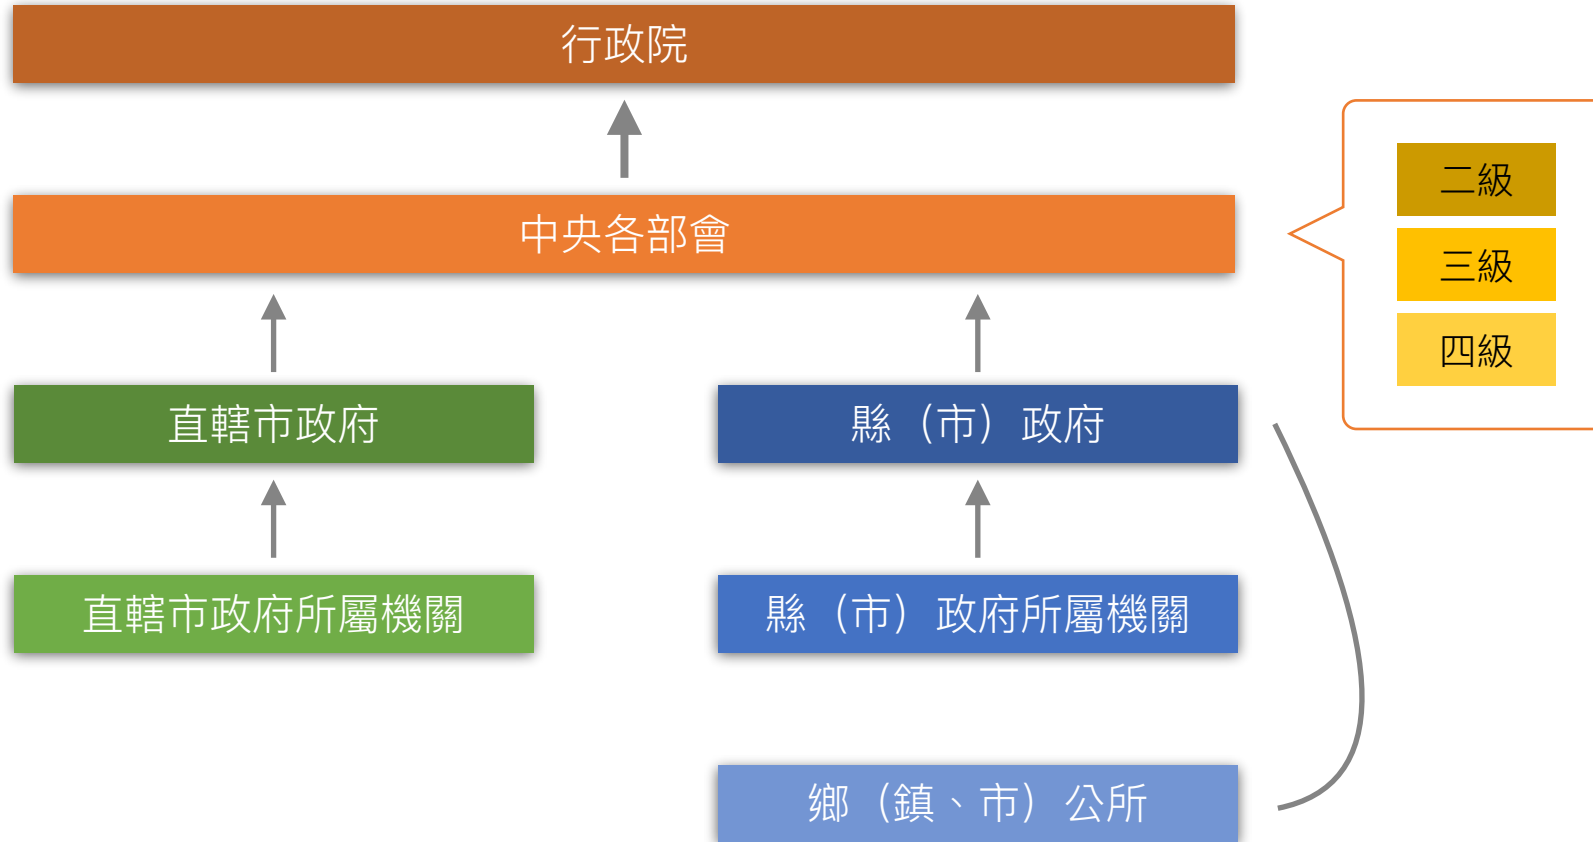 行政院
中央各部會
二級
三級
四級
直轄市政府
縣（市）政府
直轄市政府所屬機關
縣（市）政府所屬機關
鄉（鎮、市）公所